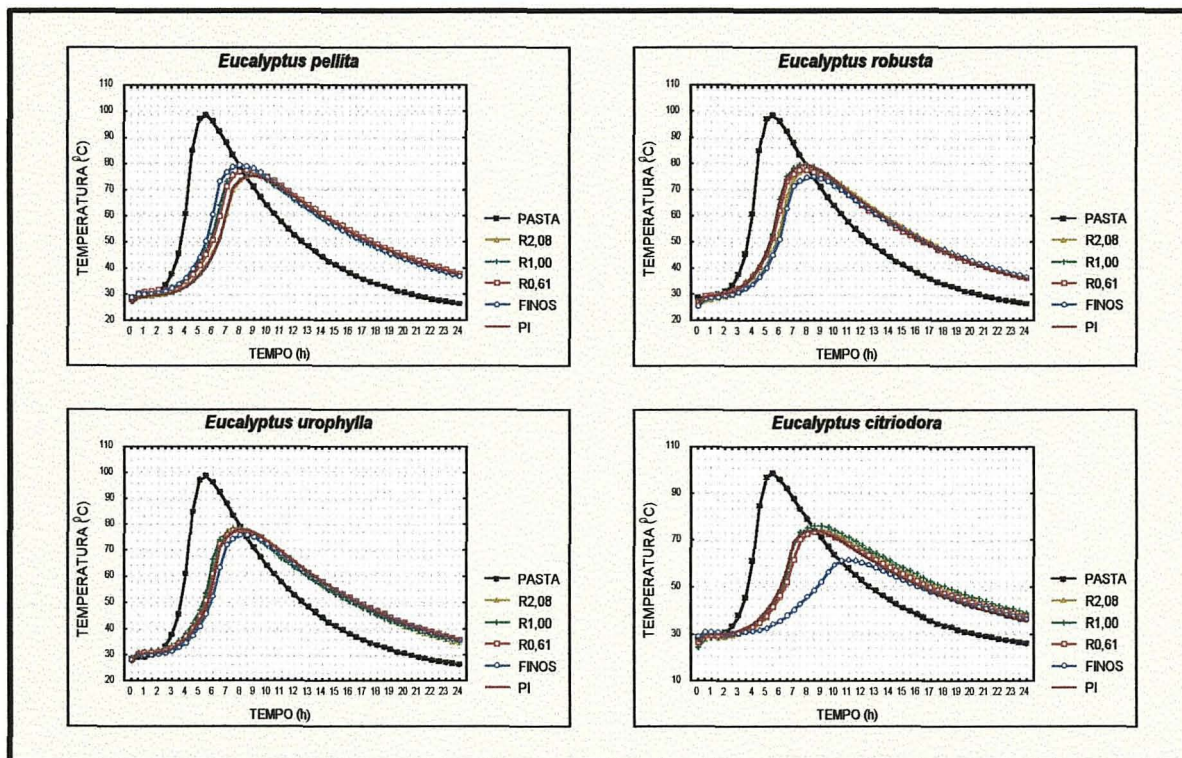 Eucalyptus pellita
TEMPERATURA (ºC)
110
100
90
80
70
60
50
40
30
20
0 1 2 3 4 5 6 7 8 9 10 11 12 13 14 15 16 17 18 19 20 21 22 23 24
TEMPO (h)
PASTA
R2,08
R1,00
R0,61
FINOS
PI
Eucalyptus robusta
TEMPERATURA (ºC)
110
100
90
80
70
60
50
40
30
20
0 1 2 3 4 5 6 7 8 9 10 11 12 13 14 15 16 17 18 19 20 21 22 23 24
TEMPO (h)
PASTA
R2,08
R1,00
R0,61
FINOS
PI
Eucalyptus urophylla
TEMPERATURA (ºC)
110
100
90
80
70
60
50
40
30
20
0 1 2 3 4 5 6 7 8 9 10 11 12 13 14 15 16 17 18 19 20 21 22 23 24
TEMPO (h)
PASTA
R2,08
R1,00
R0,61
FINOS
PI
Eucalyptus citriodora
TEMPERATURA (ºC)
110
90
70
50
30
10
0 1 2 3 4 5 6 7 8 9 10 11 12 13 14 15 16 17 18 19 20 21 22 23 24
TEMPO (h)
PASTA
R2,08
R1,00
R0,61
FINOS
PI